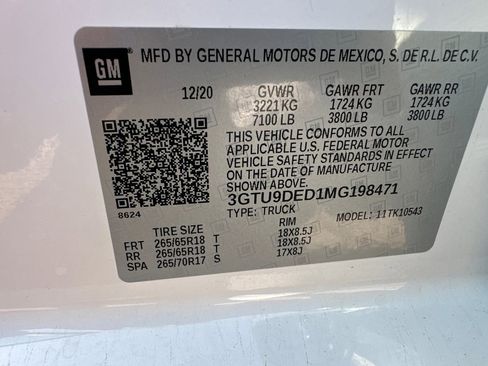 GM
MFD BY GENERAL MOTORS DE MEXICO, S. DE R.L. DE C.V.
12/20 GVWR GAWR FRT GAWR RR
3221 KG 1724 KG 1724 KG
7100 LB 3800 LB 3800 LB
THIS VEHICLE CONFORMS TO ALL
APPLICABLE U.S. FEDERAL MOTOR
VEHICLE SAFETY STANDARDS IN EFFECT
ON THE DATE OF MANUFACTURE SHOWN ABOVE.
3GTU9DED1MG198471
8624 TYPE: TRUCK MODEL: 11TK10543
TIRE SIZE RIM
FRT 265/65R18 T 18X8.5J
RR 265/65R18 T 18X8.5J
SPA 265/70R17 S 17X8J